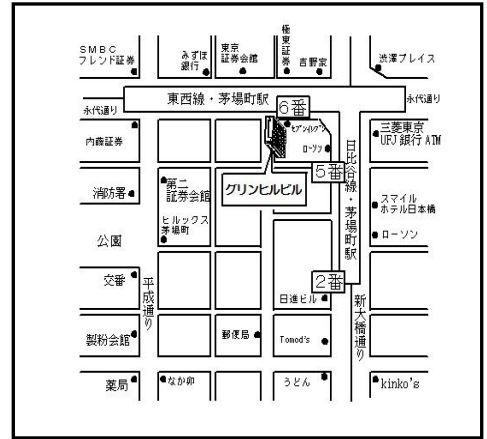 SMBC
フレンド証券
みずほ
銀行
東京
証券会館
極東
証券
吉野家
渋澤プレイス
永代通り
東西線・茅場町駅
永代通り
6番
セブンイレブン
内藤証券
ローソン
三菱東京
UFJ銀行ATM
5番
日比谷線・茅場町駅
消防署
第二
証券会館
グリンヒルビル
スマイル
ホテル日本橋
ヒルックス
茅場町
ローソン
公園
交番
平成通り
2番
日進ビル
新大橋通り
製粉会館
郵便局
Tomod's
薬局
なか卯
うどん
kinko's